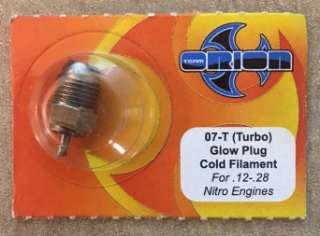 TEAM
ORION
07-T (Turbo)
Glow Plug
Cold Filament
For .12-.28
Nitro Engines